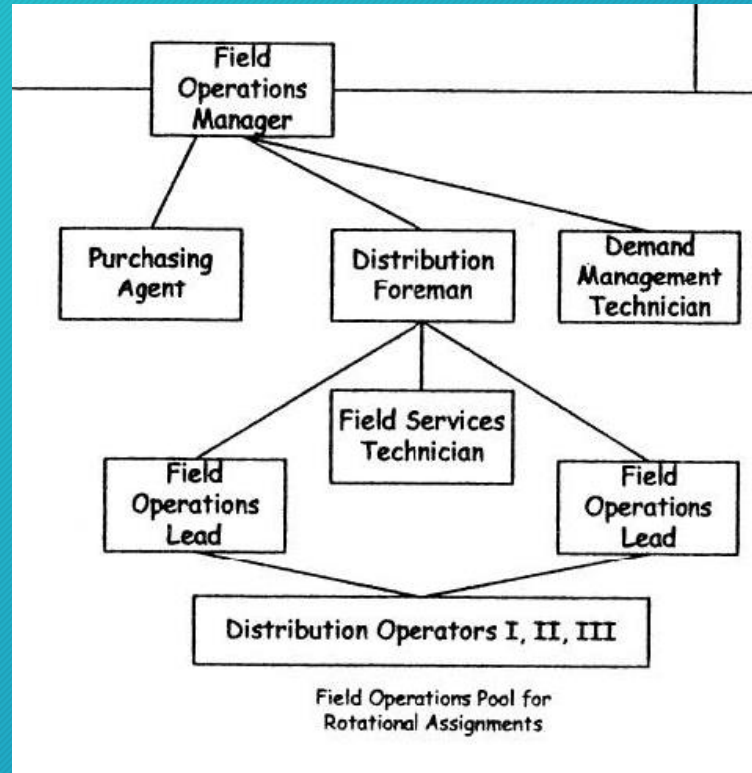 Field
Operations
Manager
Purchasing
Agent
Distribution
Foreman
Demand
Management
Technician
Field Services
Technician
Field
Operations
Lead
Field
Operations
Lead
Distribution Operators I, II, III
Field Operations Pool for
Rotational Assignments